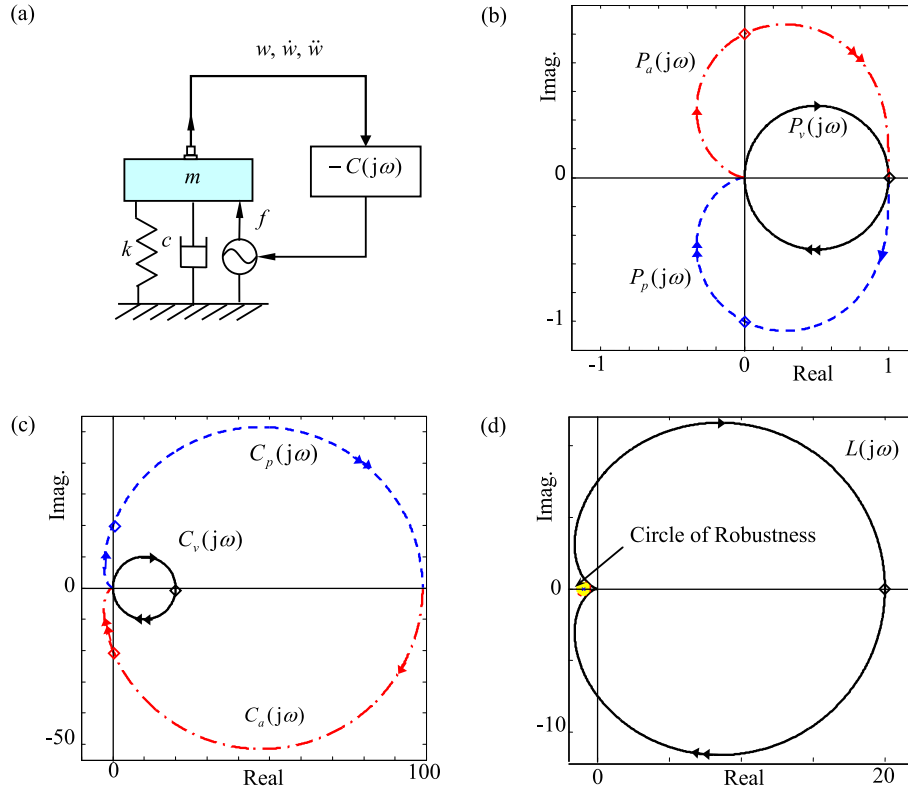 (a)
w, ẇ, ẅ
− C(jω)
m
f
k
c
(b)
Imag.
P_a(jω)
P_v(jω)
0
P_p(jω)
-1
-1
0
1
Real
(c)
Imag.
C_p(jω)
C_v(jω)
0
C_a(jω)
-50
0
Real
100
(d)
Imag.
L(jω)
Circle of Robustness
0
-10
0
Real
20